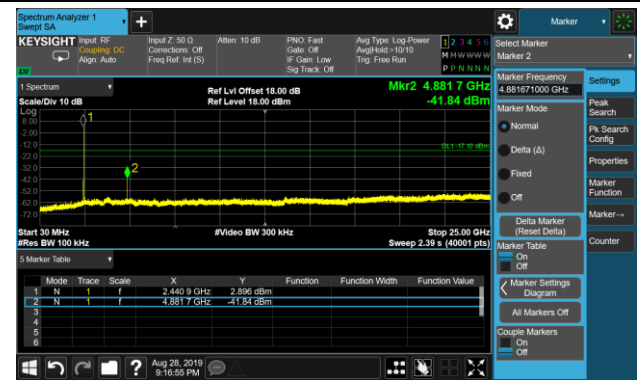 Spectrum Analyzer 1
Swept SA
+
Marker
KEYSIGHT
Input: RF
Coupling: DC
Align: Auto
Input Z: 50 Ω
Corrections: Off
Freq Ref: Int (S)
Atten: 10 dB
PNO: Fast
Gate: Off
IF Gain: Low
Sig Track: Off
Avg Type: Log-Power
Avg|Hold:>10/10
Trig: Free Run
1 2 3 4 5 6
M W W W W W
P P N N N N
Select Marker
Marker 2
1 Spectrum
Scale/Div 10 dB
Ref Lvl Offset 18.00 dB
Ref Level 18.00 dBm
Mkr2 4.881 7 GHz
-41.84 dBm
Log
8.00
-2.00
-12.0
-22.0
-32.0
-42.0
-52.0
-62.0
-72.0
1
2
DL1 -17.10 dBm
Start 30 MHz
#Res BW 100 kHz
#Video BW 300 kHz
Stop 25.00 GHz
Sweep 2.39 s (40001 pts)
5 Marker Table
Mode Trace Scale X Y Function Function Width Function Value
1 N 1 f 2.440 9 GHz 2.896 dBm
2 N 1 f 4.881 7 GHz -41.84 dBm
3
4
5
6
Marker Frequency
4.881671000 GHz
Marker Mode
Normal
Delta (Δ)
Fixed
Off
Delta Marker
(Reset Delta)
Marker Table
On
Off
Marker Settings
Diagram
All Markers Off
Couple Markers
On
Off
Settings
Peak
Search
Pk Search
Config
Properties
Marker
Function
Marker→
Counter
?
Aug 28, 2019
9:16:55 PM